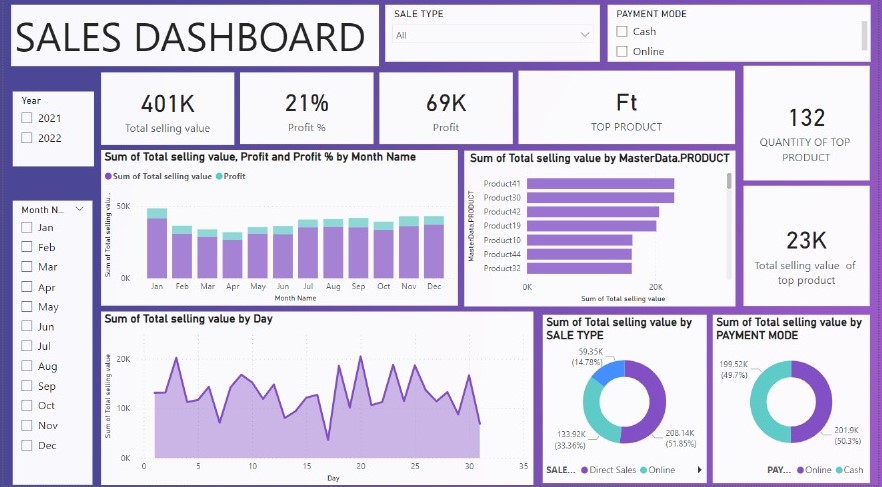 SALES DASHBOARD
SALE TYPE
All
PAYMENT MODE
Cash
Online
Year
2021
2022
401K
Total selling value
21%
Profit %
69K
Profit
Ft
TOP PRODUCT
132
QUANTITY OF TOP
PRODUCT
23K
Total selling value of
top product
Month N...
Jan
Feb
Mar
Apr
May
Jun
Jul
Aug
Sep
Oct
Nov
Dec
Sum of Total selling value, Profit and Profit % by Month Name
Sum of Total selling value Profit
Sum of Total selling valu...
50K
0K
Jan Feb Mar Apr May Jun Jul Aug Sep Oct Nov Dec
Month Name
Sum of Total selling value by MasterData.PRODUCT
MasterData.PRODUCT
Product41
Product30
Product42
Product19
Product10
Product44
Product32
0K 20K
Sum of Total selling value
Sum of Total selling value by Day
Sum of Total selling value
20K
10K
0K
0 5 10 15 20 25 30 35
Day
Sum of Total selling value by
SALE TYPE
59.35K
(14.78%)
133.92K
(33.36%)
208.14K
(51.85%)
SALE... Direct Sales Online
Sum of Total selling value by
PAYMENT MODE
199.52K
(49.7%)
201.9K
(50.3%)
PAY... Online Cash